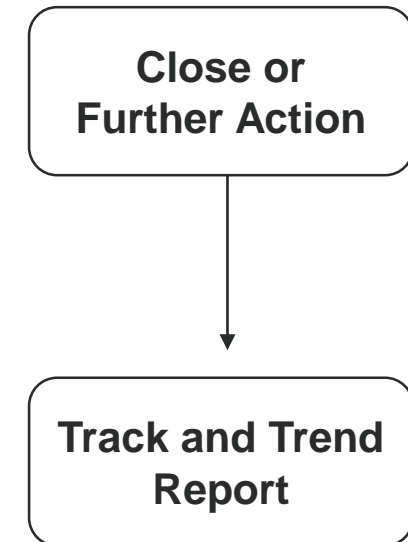 Close or
Further Action
Track and Trend
Report